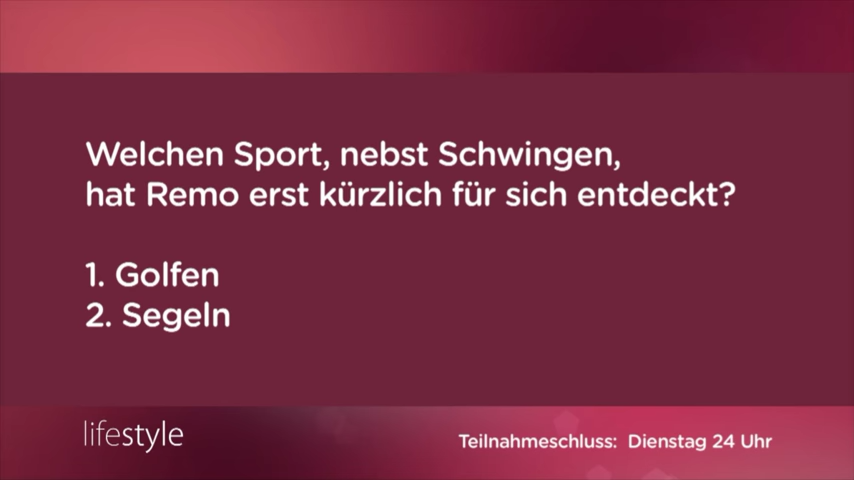 Welchen Sport, nebst Schwingen,
hat Remo erst kürzlich für sich entdeckt?
1. Golfen
2. Segeln
lifestyle
Teilnahmeschluss: Dienstag 24 Uhr